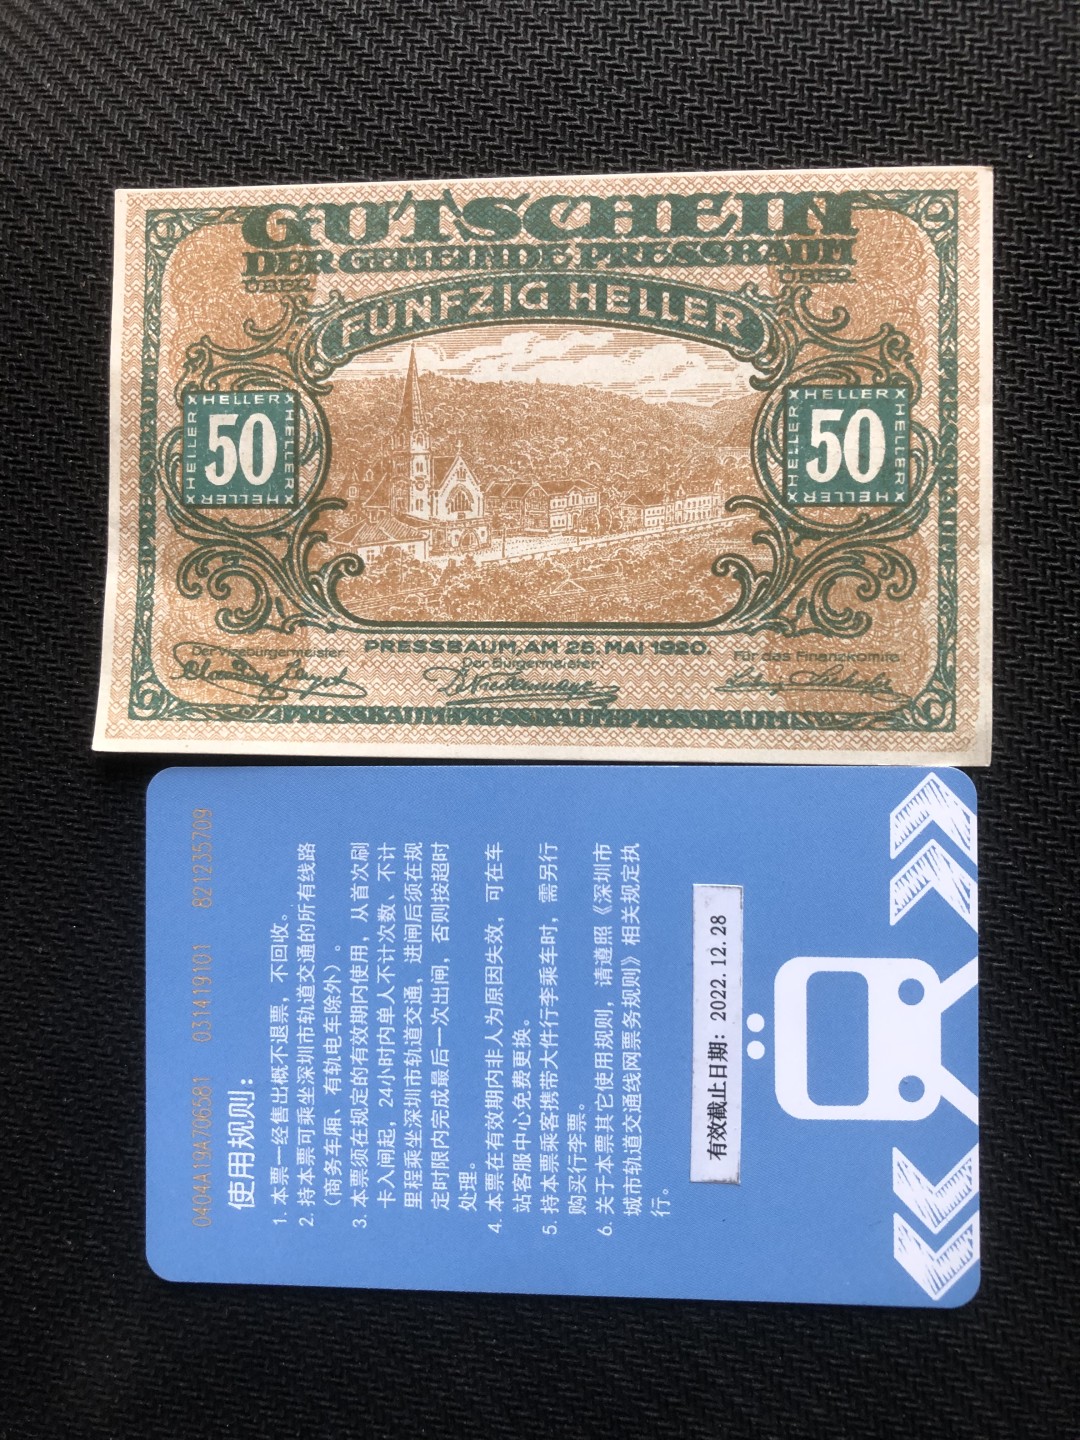 GUTSCHEIN
DER GEMEINDE PRESSBAUM
ÜBER ÜBER
FÜNFZIG HELLER
HELLER HELLER
HELLER 50 HELLER HELLER 50 HELLER
HELLER HELLER
PRESSBAUM, AM 25. MAI 1920.
Der Vizebürgermeister Der Bürgermeister: Für das Finanzkomite
PRESSBAUM PRESSBAUM PRESSBAUM
0404A19A706581 031419101 821235709
使用规则：
1. 本票一经售出概不退票，不回收。
2. 持本票可乘坐深圳市轨道交通的所有线路
（商务车厢、有轨电车除外）。
3. 本票须在规定的有效期内使用，从首次刷
卡入闸起，24小时内单人不计次数、不计
里程乘坐深圳市轨道交通，进闸后须在规
定时限内完成最后一次出闸，否则按超时
处理。
4. 本票在有效期内非人为原因失效，可在车
站客服中心免费更换。
5. 持本票乘客携带大件行李乘车时，需另行
购买行李票。
6. 关于本票其它使用规则，请遵照《深圳市
城市轨道交通线网票务规则》相关规定执
行。
有效截止日期：2022.12.28